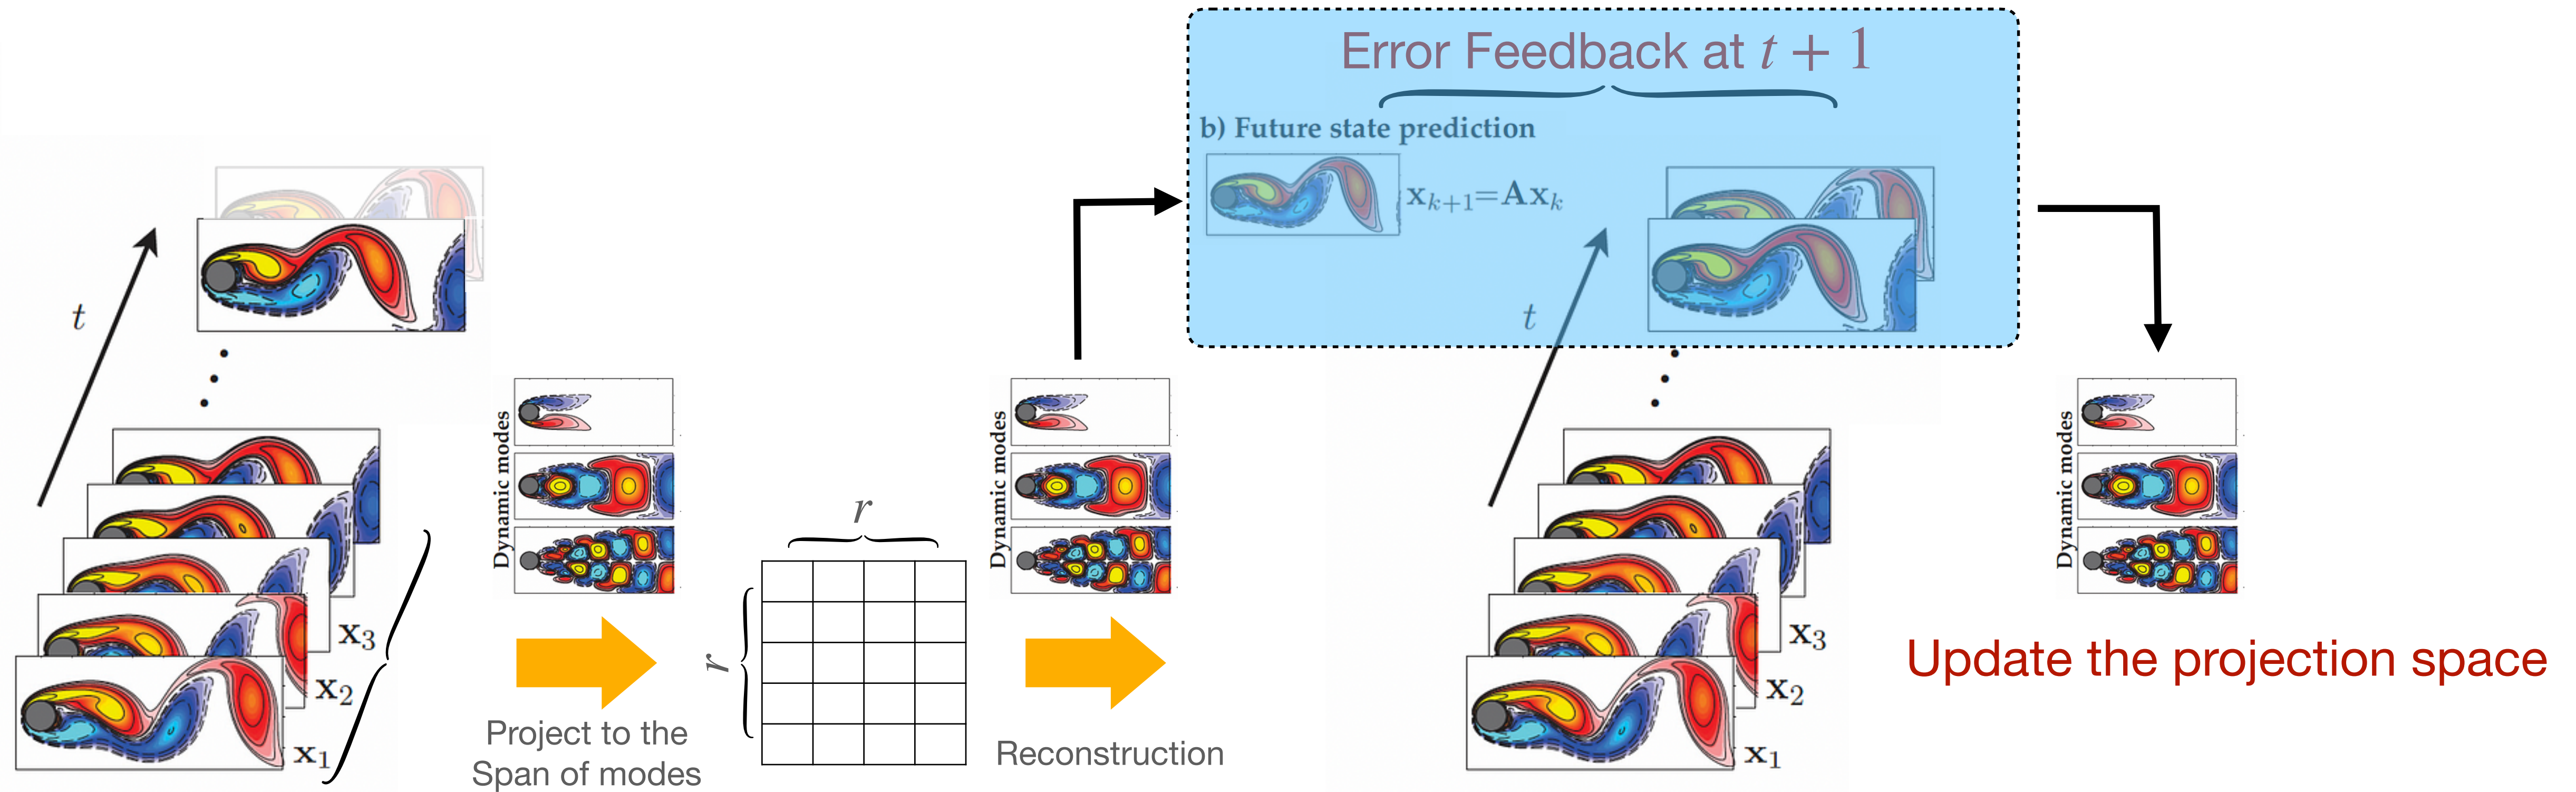 t
x₃
x₂
x₁
Dynamic modes
Project to the
Span of modes
r
r
Dynamic modes
Reconstruction
Error Feedback at t + 1
b) Future state prediction
xₖ₊₁=Axₖ
t
x₃
x₂
x₁
Dynamic modes
Update the projection space